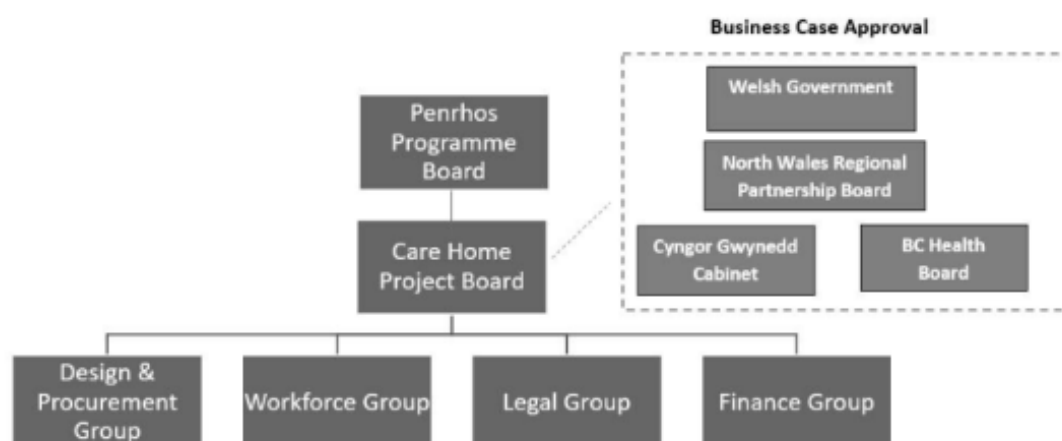 Business Case Approval
Welsh Government
Penrhos
Programme
Board
North Wales Regional
Partnership Board
Care Home
Project Board
Cyngor Gwynedd
Cabinet
BC Health
Board
Design &
Procurement
Group
Workforce Group
Legal Group
Finance Group